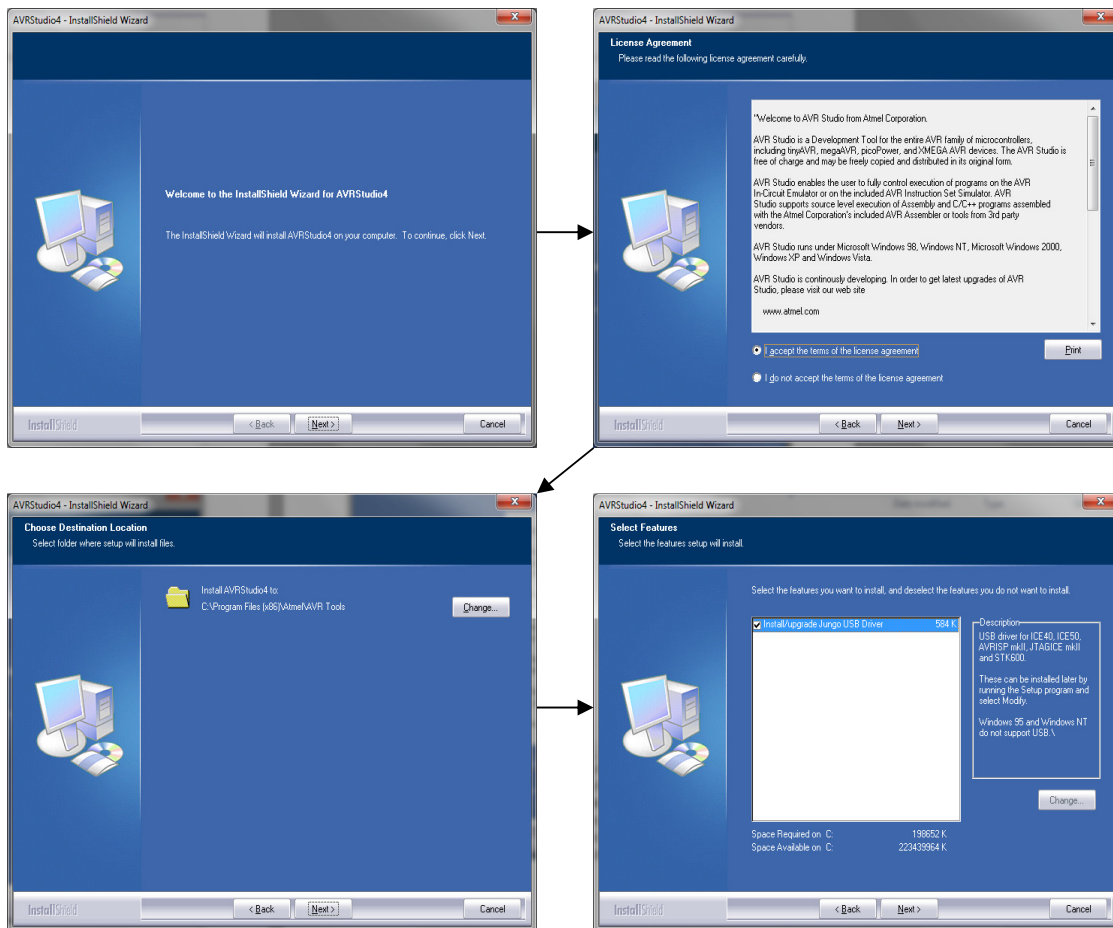 AVRStudio4 - InstallShield Wizard
Welcome to the InstallShield Wizard for AVRStudio4
The InstallShield Wizard will install AVRStudio4 on your computer. To continue, click Next.
InstallShield
< Back
Next >
Cancel
AVRStudio4 - InstallShield Wizard
License Agreement
Please read the following license agreement carefully.
"Welcome to AVR Studio from Atmel Corporation.
AVR Studio is a Development Tool for the entire AVR family of microcontrollers,
including tinyAVR, megaAVR, picoPower, and XMEGA AVR devices. The AVR Studio is
free of charge and may be freely copied and distributed in its original form.
AVR Studio enables the user to fully control execution of programs on the AVR
In-Circuit Emulator or on the included AVR Instruction Set Simulator. AVR
Studio supports source level execution of Assembly and C/C++ programs assembled
with the Atmel Corporation's included AVR Assembler or tools from 3rd party
vendors.
AVR Studio runs under Microsoft Windows 98, Windows NT, Microsoft Windows 2000,
Windows XP and Windows Vista.
AVR Studio is continously developing. In order to get latest upgrades of AVR
Studio, please visit our web site
www.atmel.com
I accept the terms of the license agreement
Print
I do not accept the terms of the license agreement
InstallShield
< Back
Next >
Cancel
AVRStudio4 - InstallShield Wizard
Choose Destination Location
Select folder where setup will install files.
Install AVRStudio4 to:
C:\Program Files (x86)\Atmel\AVR Tools
Change...
InstallShield
< Back
Next >
Cancel
AVRStudio4 - InstallShield Wizard
Select Features
Select the features setup will install.
Select the features you want to install, and deselect the features you do not want to install.
Install/upgrade Jungo USB Driver 584 K
Description
USB driver for ICE40, ICE50,
AVRISP mkII, JTAGICE mkII
and STK600.
These can be installed later by
running the Setup program and
select Modify.
Windows 95 and Windows NT
do not support USB.\
Change...
Space Required on C: 198652 K
Space Available on C: 223439964 K
InstallShield
< Back
Next >
Cancel